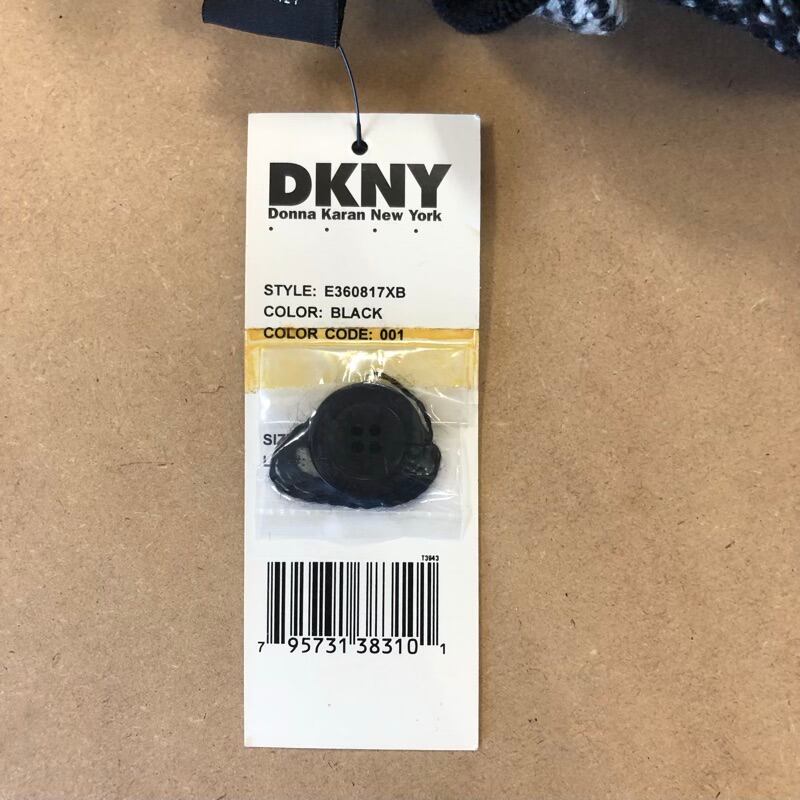 DKNY
Donna Karan New York
STYLE: E360817XB
COLOR: BLACK
COLOR CODE: 001
T3943
7 95731 38310 1